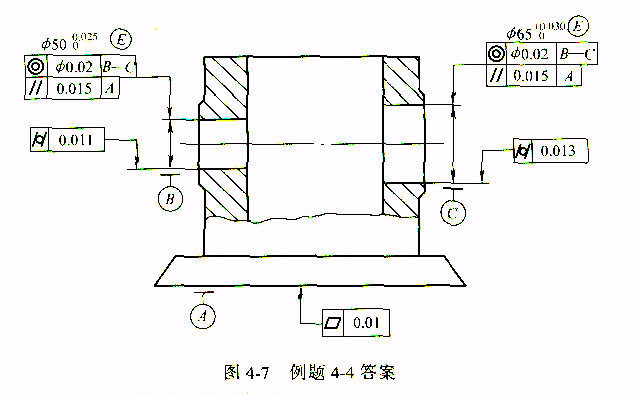 ϕ50 0.025 0 Ⓔ
◎ ϕ0.02 B—C
// 0.015 A
⌭ 0.011
B
ϕ65 +0.030 0 Ⓔ
◎ ϕ0.02 B—C
// 0.015 A
⌭ 0.013
C
A
⏥ 0.01
图 4-7 例题 4-4 答案